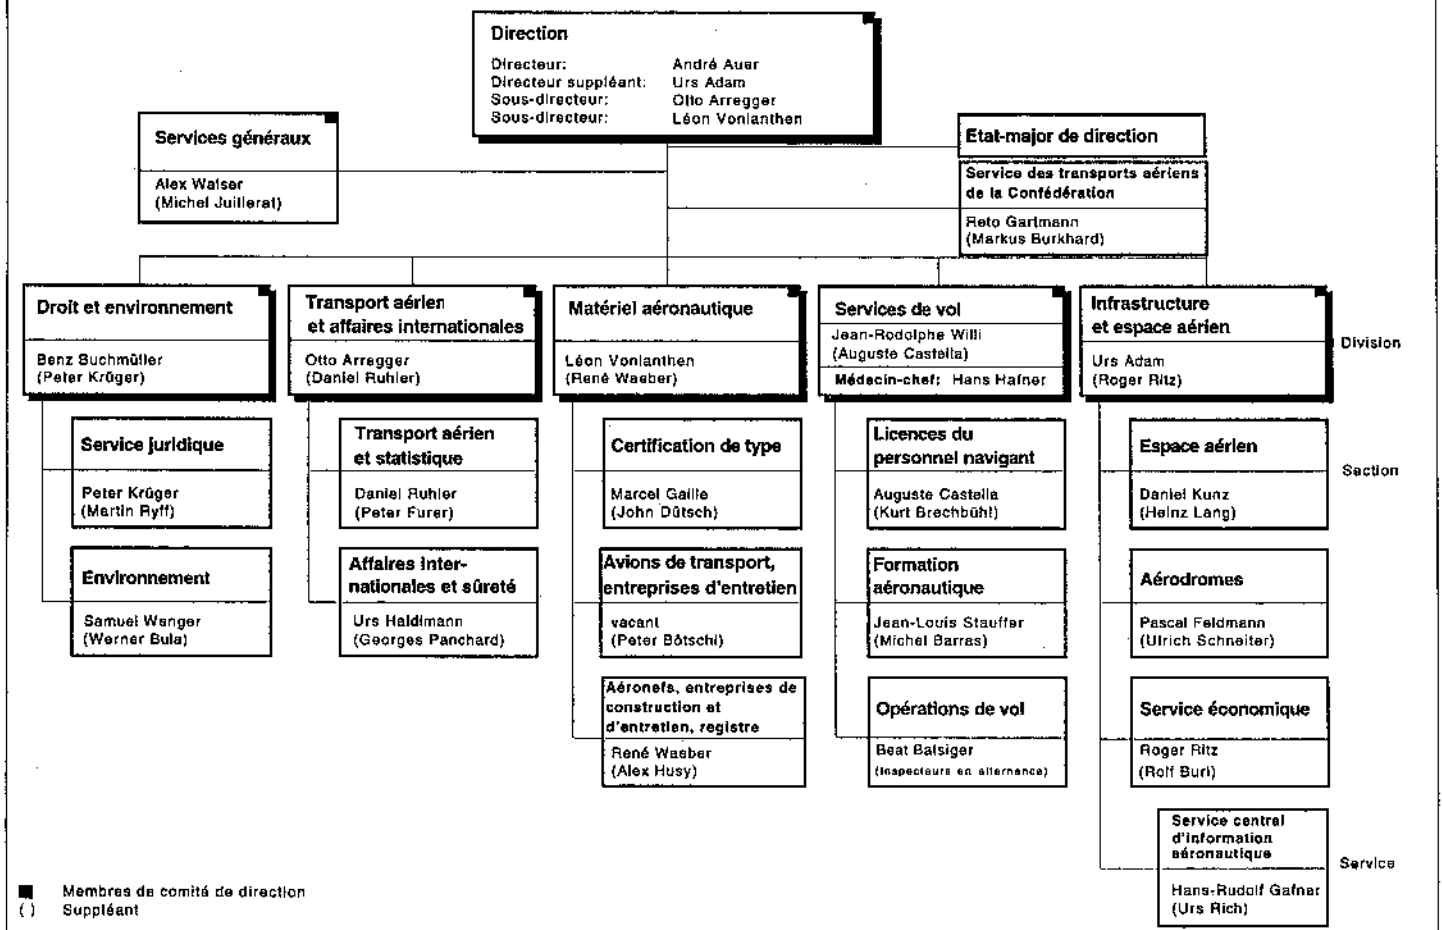 Direction
Directeur: André Auer
Directeur suppléant: Urs Adam
Sous-directeur: Otto Arregger
Sous-directeur: Léon Vonlanthen
Services généraux
Alex Walser
(Michel Juillerat)
Etat-major de direction
Service des transports aériens
de la Confédération
Reto Gartmann
(Markus Burkhard)
Droit et environnement
Benz Buchmüller
(Peter Krüger)
Transport aérien
et affaires internationales
Otto Arregger
(Daniel Ruhler)
Matériel aéronautique
Léon Vonlanthen
(René Waeber)
Services de vol
Jean-Rodolphe Willi
(Auguste Castella)
Médecin-chef: Hans Hafner
Infrastructure
et espace aérien
Urs Adam
(Roger Ritz)
Division
Service juridique
Peter Krüger
(Martin Ryff)
Transport aérien
et statistique
Daniel Ruhler
(Peter Furer)
Certification de type
Marcel Gaille
(John Dütsch)
Licences du
personnel navigant
Auguste Castella
(Kurt Brechbühl)
Espace aérien
Daniel Kunz
(Heinz Lang)
Section
Environnement
Samuel Wenger
(Werner Bula)
Affaires inter-
nationales et sûreté
Urs Haldimann
(Georges Panchard)
Avions de transport,
entreprises d'entretien
vacant
(Peter Bötschi)
Formation
aéronautique
Jean-Louis Stauffer
(Michel Barras)
Aérodromes
Pascal Feldmann
(Ulrich Schneiter)
Aéronefs, entreprises de
construction et
d'entretien, registre
René Waeber
(Alex Husy)
Opérations de vol
Beat Balsiger
(Inspecteurs en alternance)
Service économique
Roger Ritz
(Rolf Buri)
Service central
d'information
aéronautique
Hans-Rudolf Gafner
(Urs Rich)
Service
■ Membres de comité de direction
( ) Suppléant